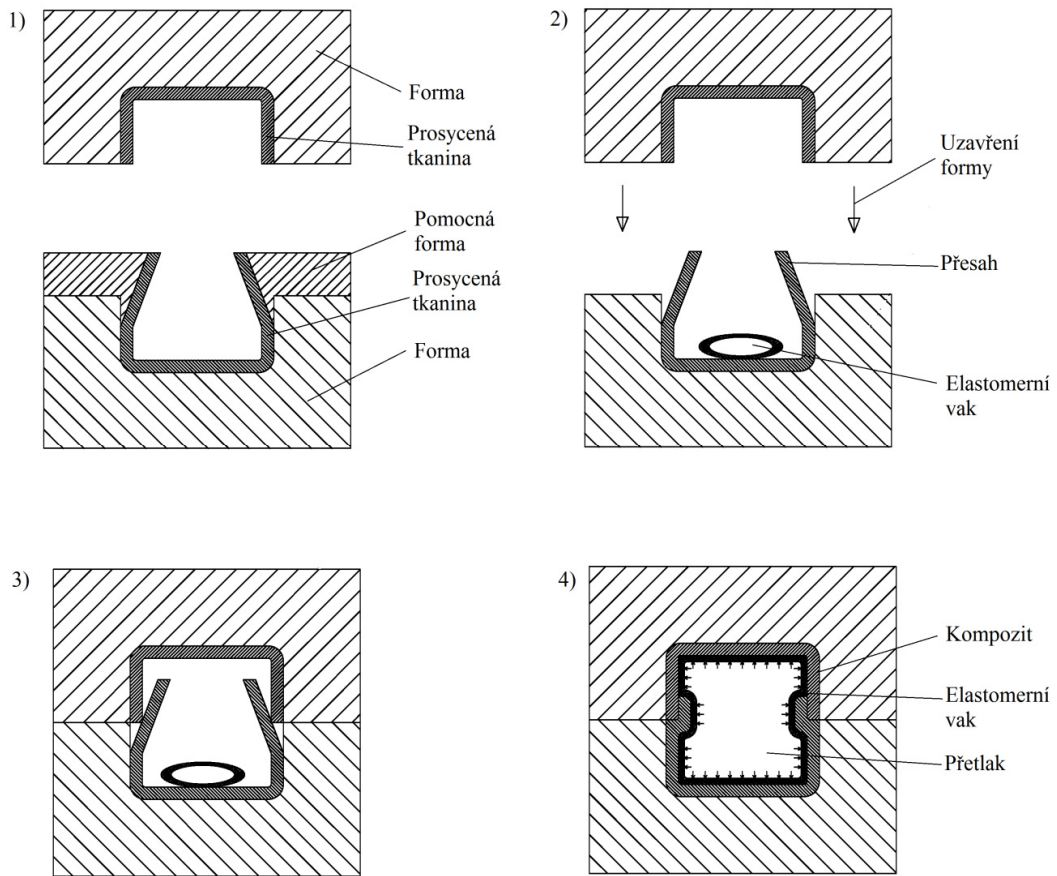 1)
Forma
Prosycená
tkanina
Pomocná
forma
Prosycená
tkanina
Forma
2)
Uzavření
formy
Přesah
Elastomerní
vak
3)
4)
Kompozit
Elastomerní
vak
Přetlak